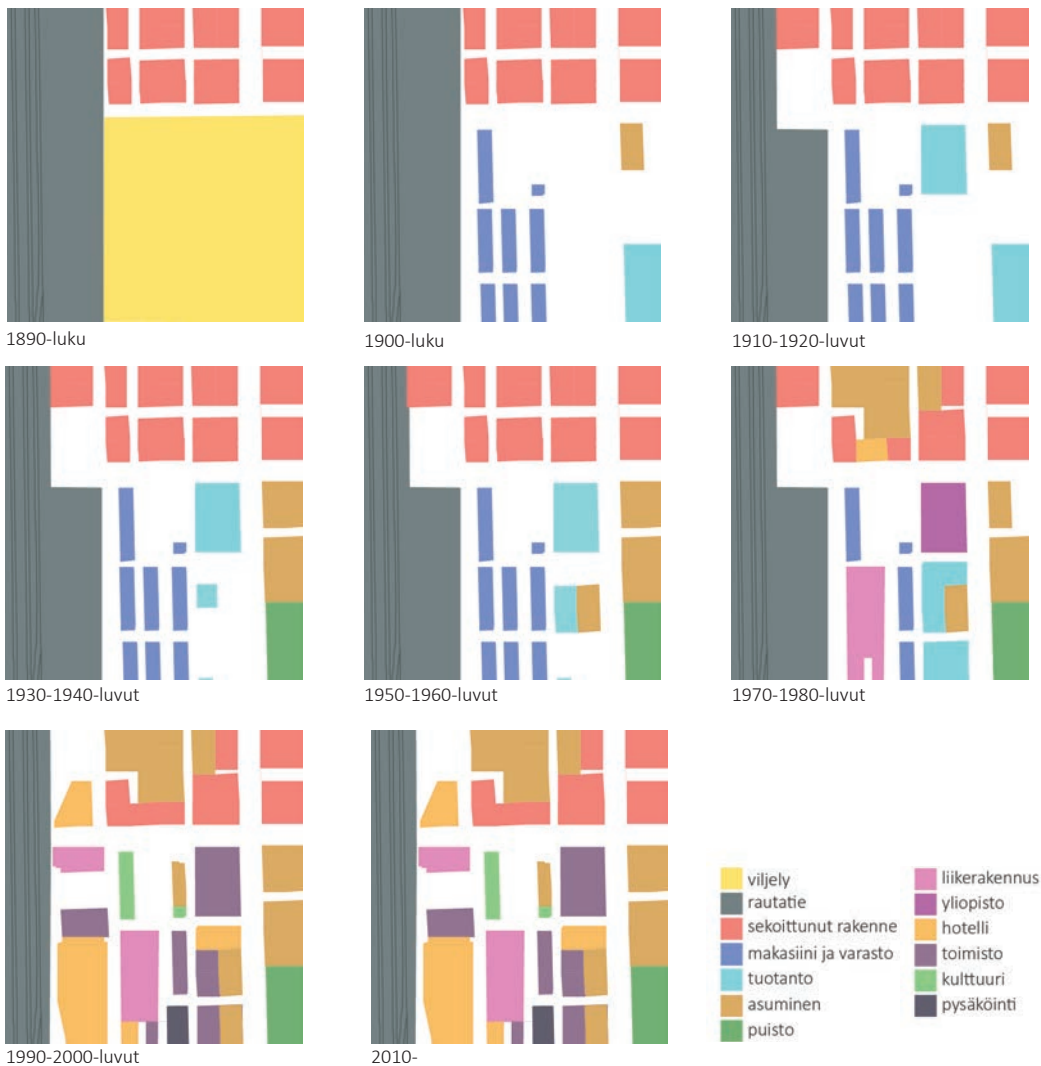 1890-luku
1900-luku
1910-1920-luvut
1930-1940-luvut
1950-1960-luvut
1970-1980-luvut
1990-2000-luvut
2010-
viljely
rautatie
sekoittunut rakenne
makasiini ja varasto
tuotanto
asuminen
puisto
liikerakennus
yliopisto
hotelli
toimisto
kulttuuri
pysäköinti